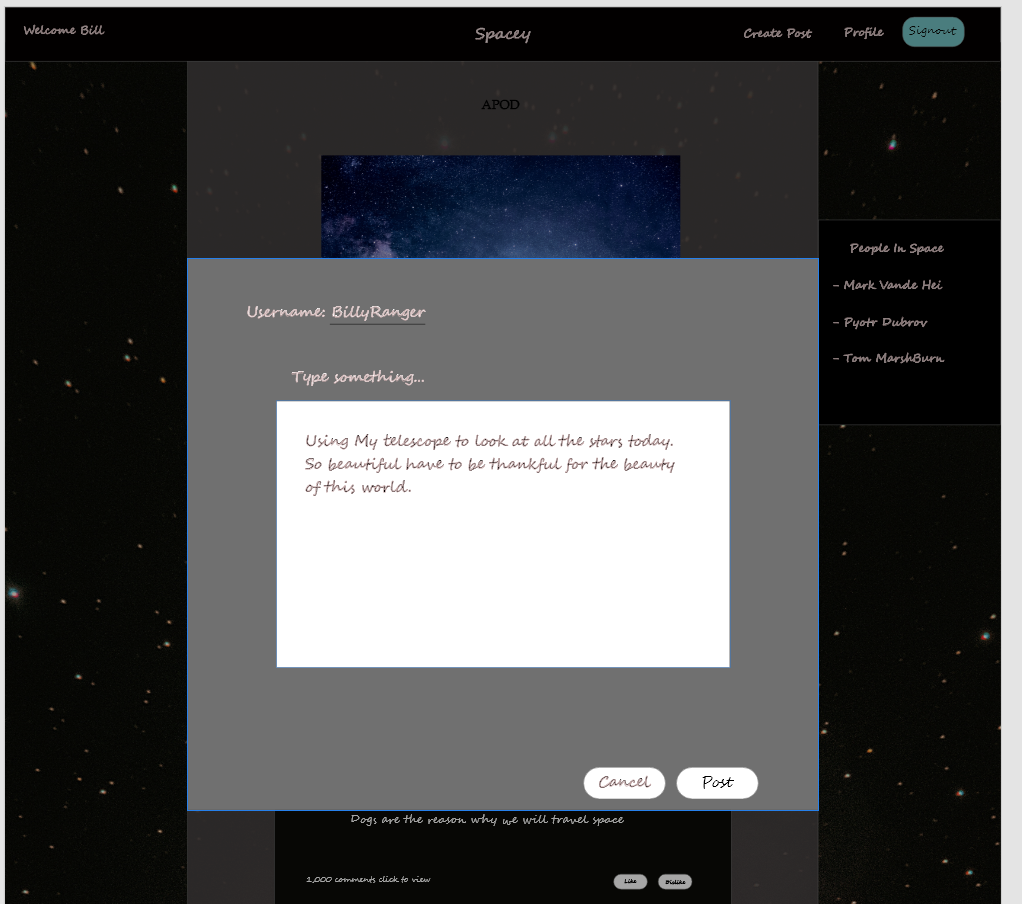 Welcome Bill
Spacey
Create Post
Profile
Signout
APOD
People In Space
- Mark Vande Hei
- Pyotr Dubrov
- Tom MarshBurn
Username: BillyRanger
Type something...
Using My telescope to look at all the stars today.
So beautiful have to be thankful for the beauty
of this world.
Cancel
Post
Dogs are the reason why we will travel space
1,000 comments click to view
Like
Dislike